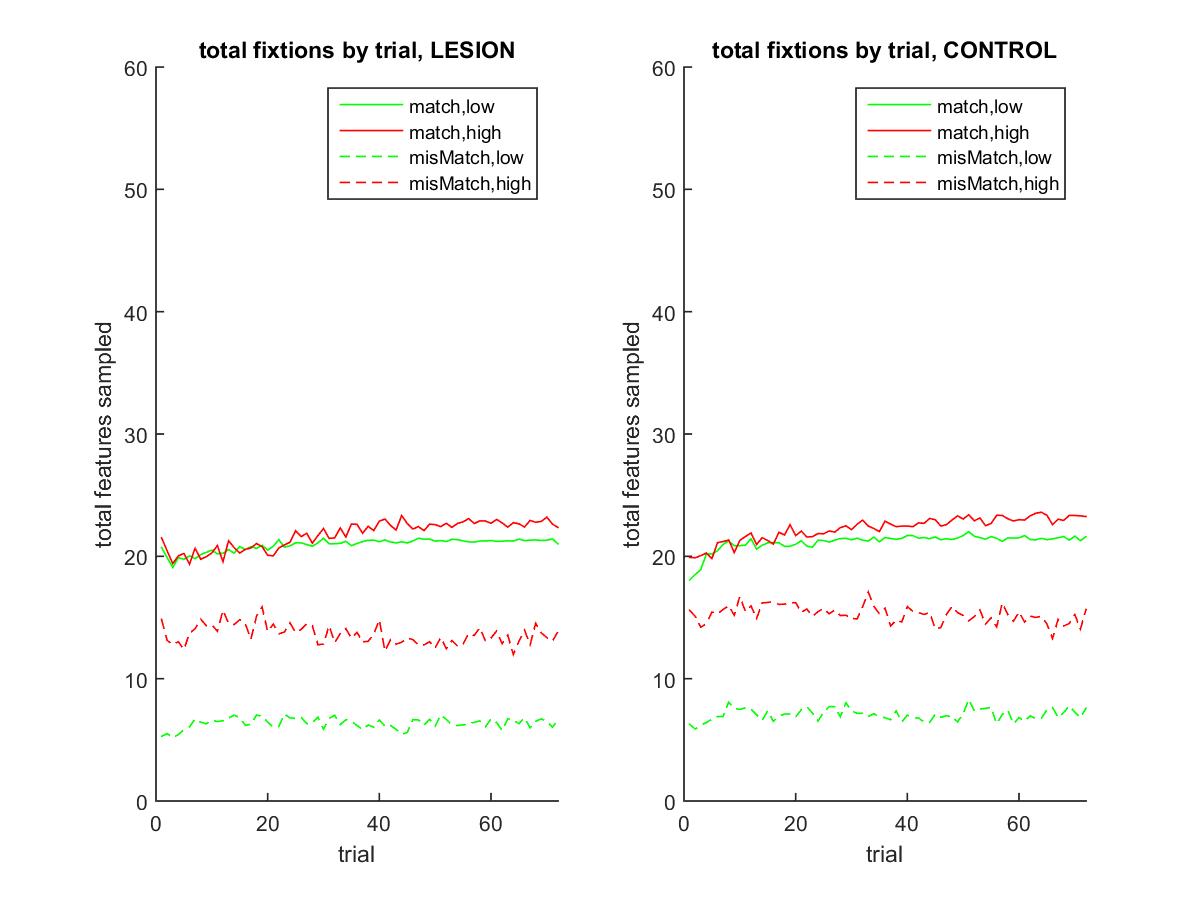 total fixtions by trial, LESION
match,low
match,high
misMatch,low
misMatch,high
60
50
40
30
20
10
0
total features sampled
0 20 40 60
trial
total fixtions by trial, CONTROL
match,low
match,high
misMatch,low
misMatch,high
60
50
40
30
20
10
0
total features sampled
0 20 40 60
trial